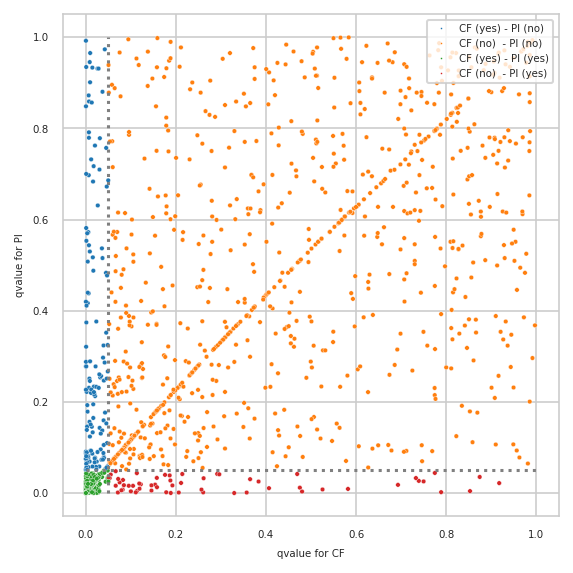 CF (yes) - PI (no)
CF (no) - PI (no)
CF (yes) - PI (yes)
CF (no) - PI (yes)
1.0
0.8
0.6
0.4
0.2
0.0
qvalue for PI
0.0 0.2 0.4 0.6 0.8 1.0
qvalue for CF